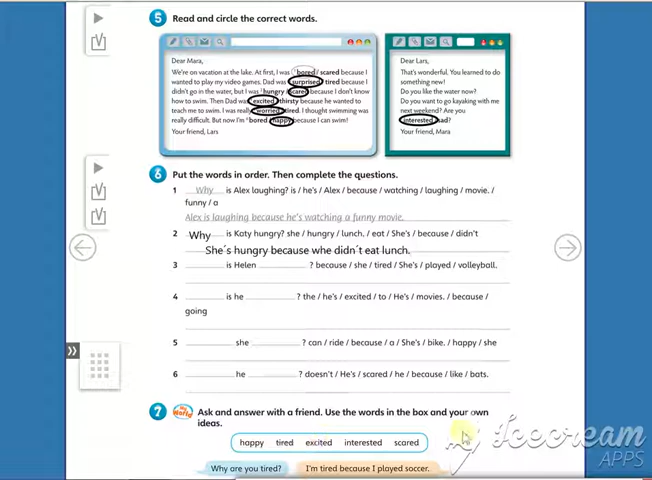 5 Read and circle the correct words.
Dear Mara,
We're on vacation at the lake. At first, I was 1 bored / scared because I
wanted to play my video games. Dad was surprised / tired because I
didn't go in the water, but I was 3 hungry / scared because I don't know
how to swim. Then Dad was excited / thirsty because he wanted to
teach me to swim. I was really worried / tired. I thought swimming was
really difficult. But now I'm 6 bored / happy because I can swim!
Your friend, Lars
Dear Lars,
That's wonderful. You learned to do
something new!
Do you like the water now?
Do you want to go kayaking with me
next weekend? Are you
interested / sad?
Your friend, Mara
6 Put the words in order. Then complete the questions.
1 Why is Alex laughing? is / he's / Alex / because / watching / laughing / movie. /
funny / a
Alex is laughing because he's watching a funny movie.
2 Why is Katy hungry? she / hungry / lunch. / eat / She's / because / didn't
She´s hungry because whe didn´t eat lunch.
3 is Helen ? because / she / tired / She's / played / volleyball.
4 is he ? the / he's / excited / to / He's / movies. / because /
going
5 she ? can / ride / because / a / She's / bike. / happy / she
6 he ? doesn't / He's / scared / he / because / like / bats.
7 My World Ask and answer with a friend. Use the words in the box and your own
ideas.
happy tired excited interested scared
Why are you tired? I'm tired because I played soccer.
Icecream
APPS